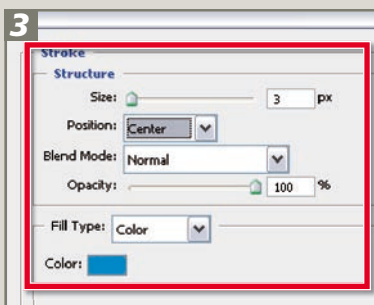 3
Stroke
Structure
Size: 3 px
Position: Center
Blend Mode: Normal
Opacity: 100 %
Fill Type: Color
Color: